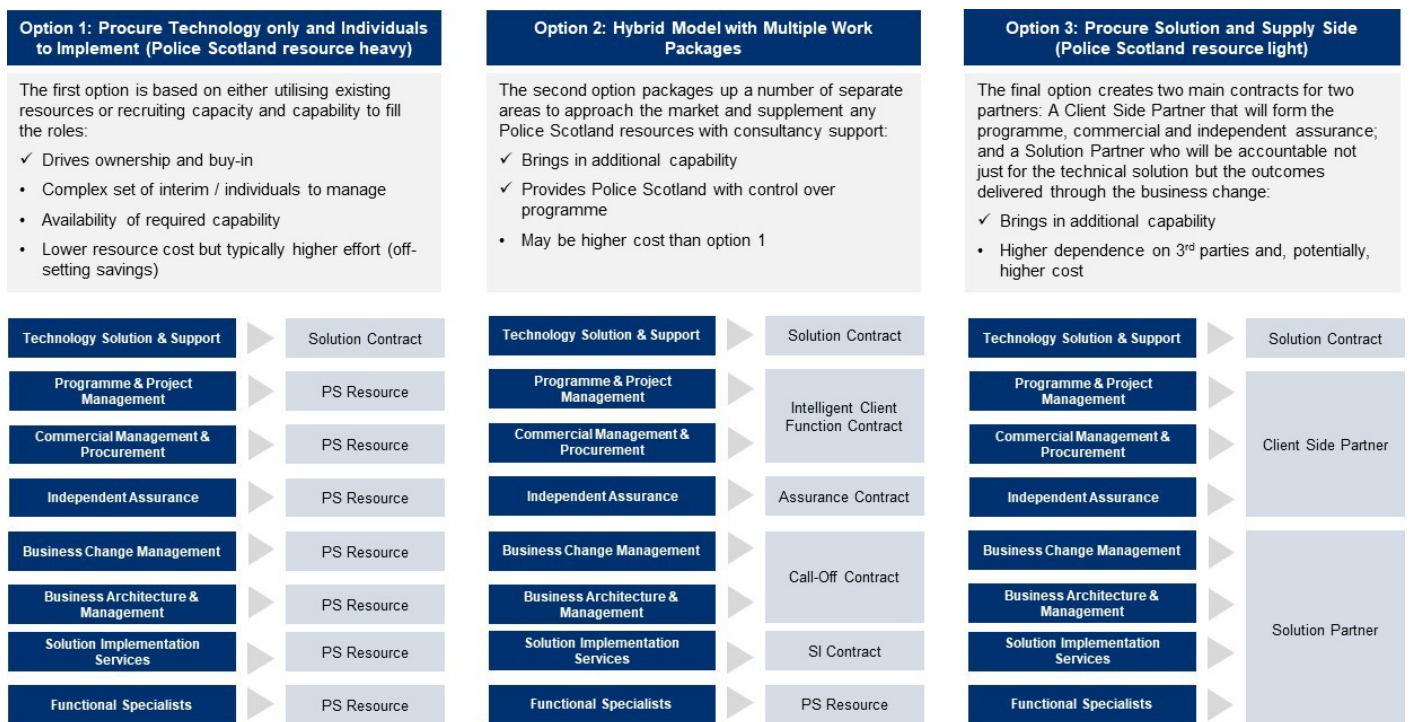 Option 1: Procure Technology only and Individuals
to Implement (Police Scotland resource heavy)
The first option is based on either utilising existing
resources or recruiting capacity and capability to fill
the roles:
✓ Drives ownership and buy-in
• Complex set of interim / individuals to manage
• Availability of required capability
• Lower resource cost but typically higher effort (off-
setting savings)
Technology Solution & Support
Solution Contract
Programme & Project
Management
PS Resource
Commercial Management &
Procurement
PS Resource
Independent Assurance
PS Resource
Business Change Management
PS Resource
Business Architecture &
Management
PS Resource
Solution Implementation
Services
PS Resource
Functional Specialists
PS Resource
Option 2: Hybrid Model with Multiple Work
Packages
The second option packages up a number of separate
areas to approach the market and supplement any
Police Scotland resources with consultancy support:
✓ Brings in additional capability
✓ Provides Police Scotland with control over
programme
• May be higher cost than option 1
Technology Solution & Support
Solution Contract
Programme & Project
Management
Commercial Management &
Procurement
Intelligent Client
Function Contract
Independent Assurance
Assurance Contract
Business Change Management
Business Architecture &
Management
Call-Off Contract
Solution Implementation
Services
SI Contract
Functional Specialists
PS Resource
Option 3: Procure Solution and Supply Side
(Police Scotland resource light)
The final option creates two main contracts for two
partners: A Client Side Partner that will form the
programme, commercial and independent assurance;
and a Solution Partner who will be accountable not
just for the technical solution but the outcomes
delivered through the business change:
✓ Brings in additional capability
• Higher dependence on 3rd parties and, potentially,
higher cost
Technology Solution & Support
Solution Contract
Programme & Project
Management
Commercial Management &
Procurement
Independent Assurance
Client Side Partner
Business Change Management
Business Architecture &
Management
Solution Implementation
Services
Functional Specialists
Solution Partner